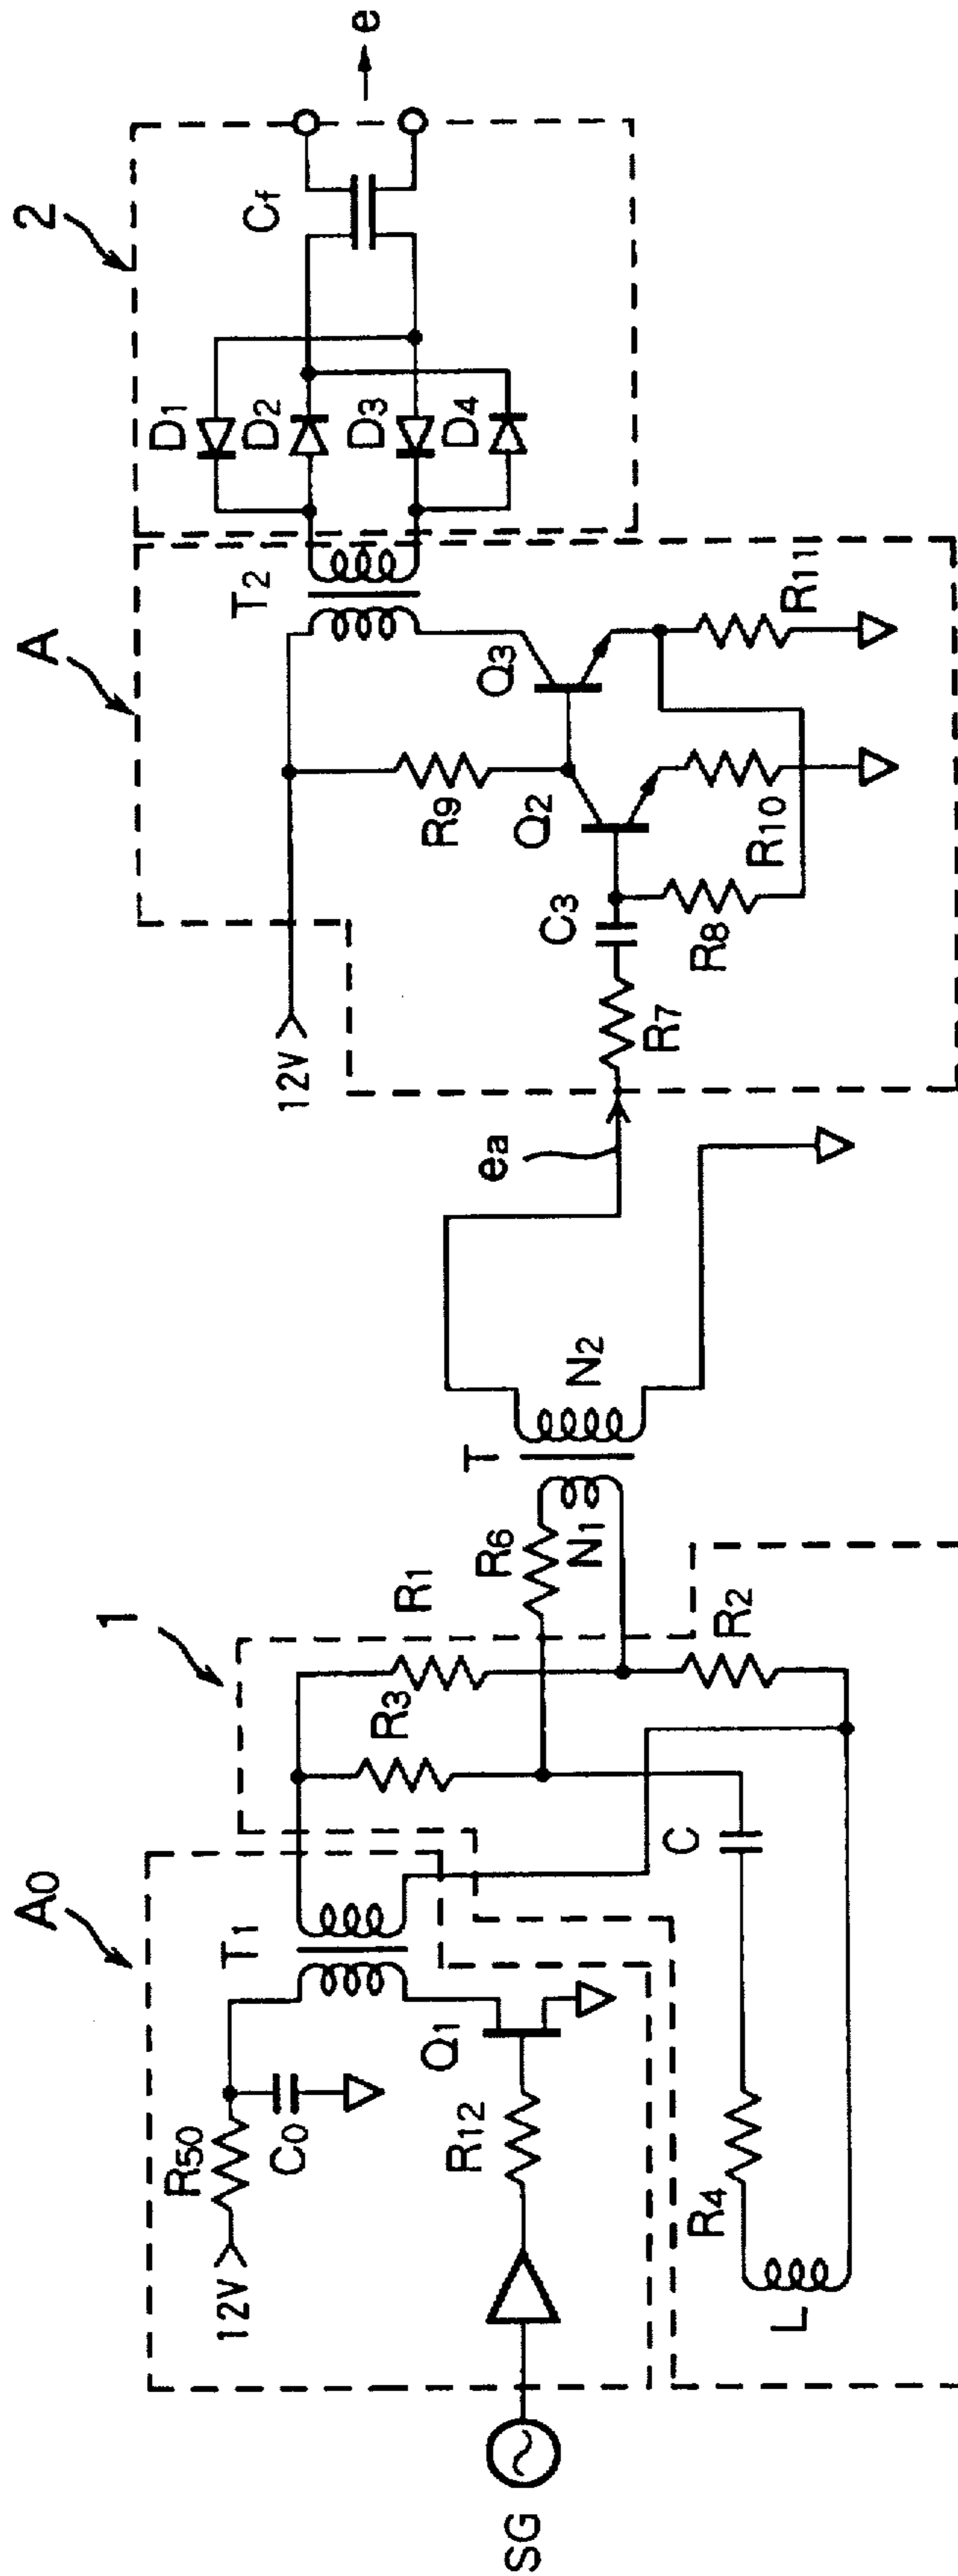 SG
A0
12V
R50
C0
T1
Q1
R12
1
R3
R1
R6
R2
C
R4
L
T
N1
N2
ea
A
12V
R9
T2
Q2
Q3
R7
C3
R8
R10
R11
2
D1
D2
D3
D4
Cf
e